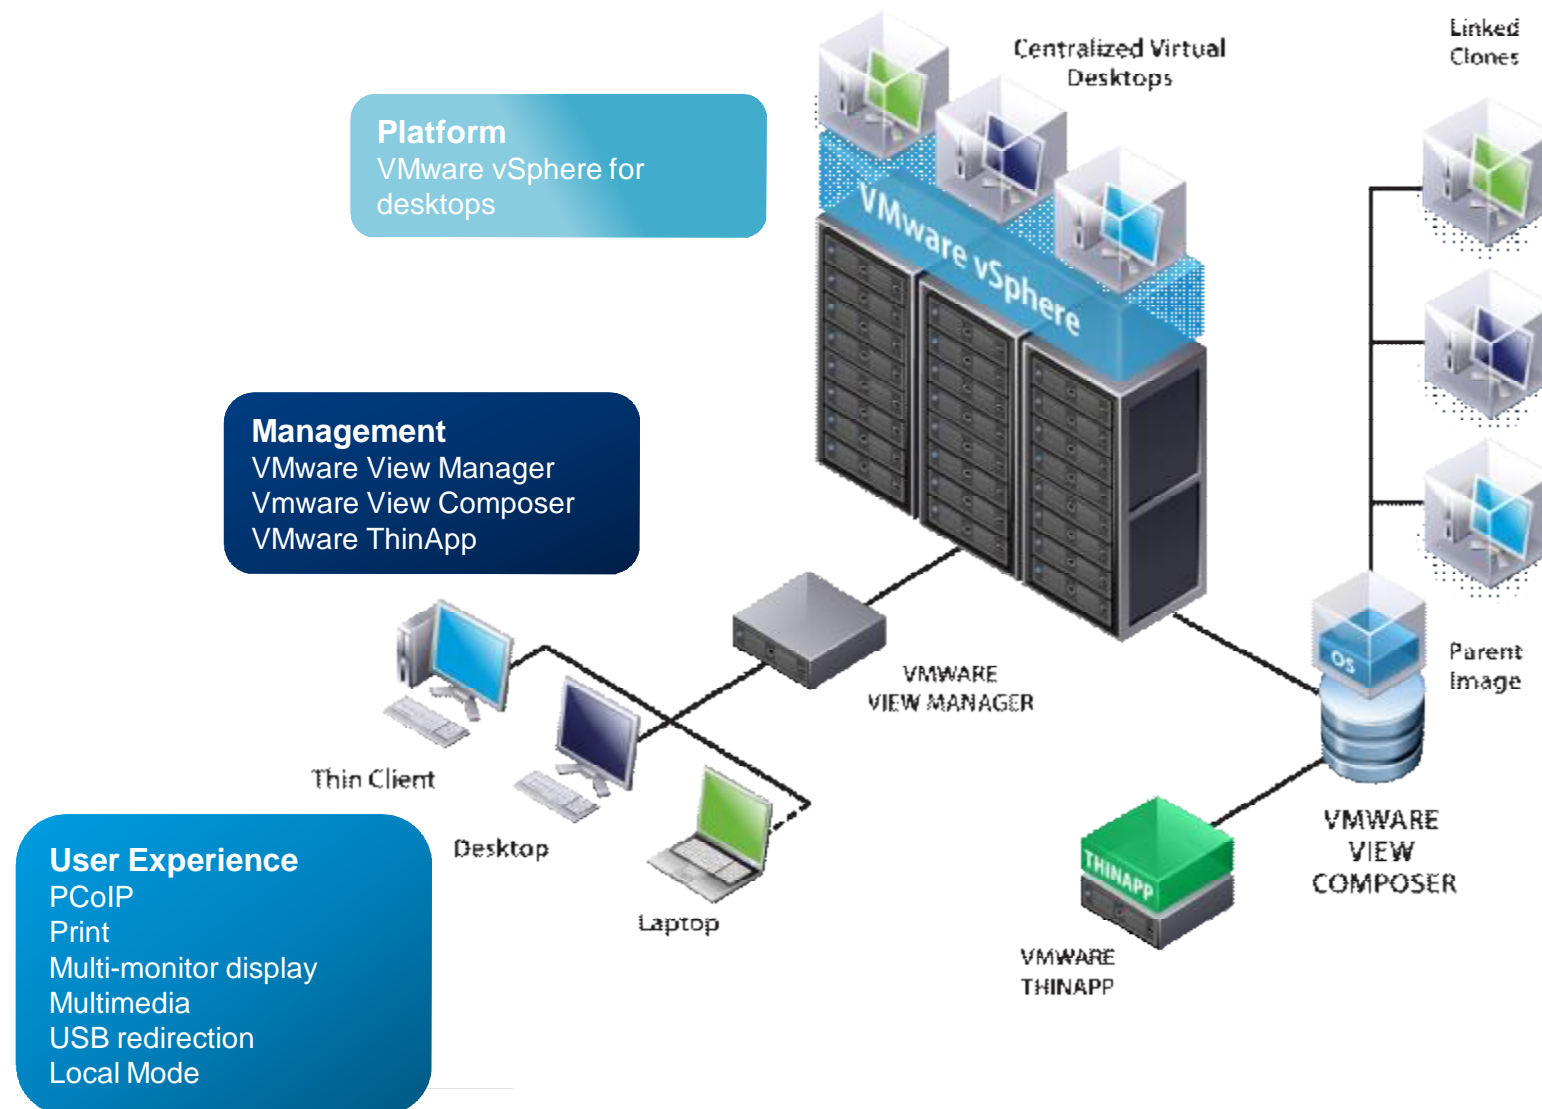 Linked
Clones
Centralized Virtual
Desktops
Platform
VMware vSphere for
desktops
VMware vSphere
Management
VMware View Manager
Vmware View Composer
VMware ThinApp
OS
Parent
Image
VMWARE
VIEW MANAGER
Thin Client
Desktop
Laptop
THINAPP
VMWARE
THINAPP
VMWARE
VIEW
COMPOSER
User Experience
PCoIP
Print
Multi-monitor display
Multimedia
USB redirection
Local Mode